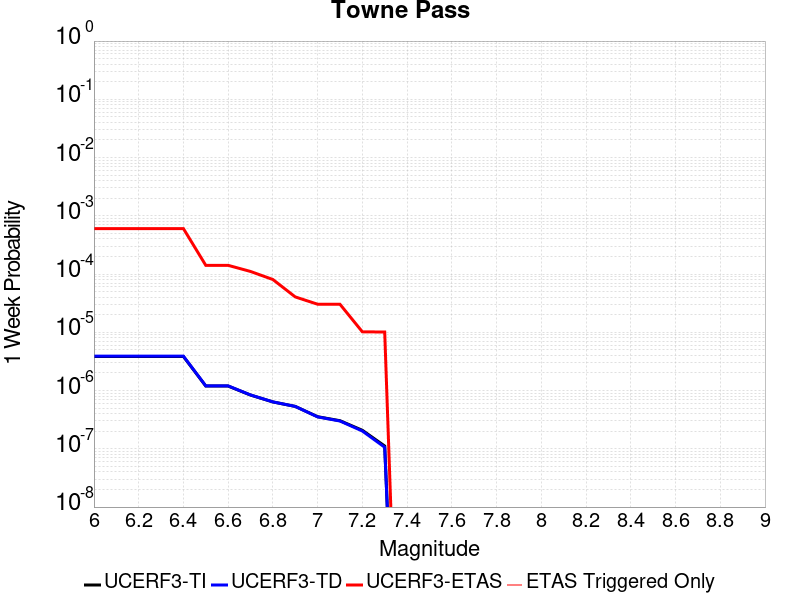 Towne Pass
10^0
10^-1
10^-2
10^-3
10^-4
10^-5
10^-6
10^-7
10^-8
1 Week Probability
6 6.2 6.4 6.6 6.8 7 7.2 7.4 7.6 7.8 8 8.2 8.4 8.6 8.8 9
Magnitude
UCERF3-TI UCERF3-TD UCERF3-ETAS ETAS Triggered Only